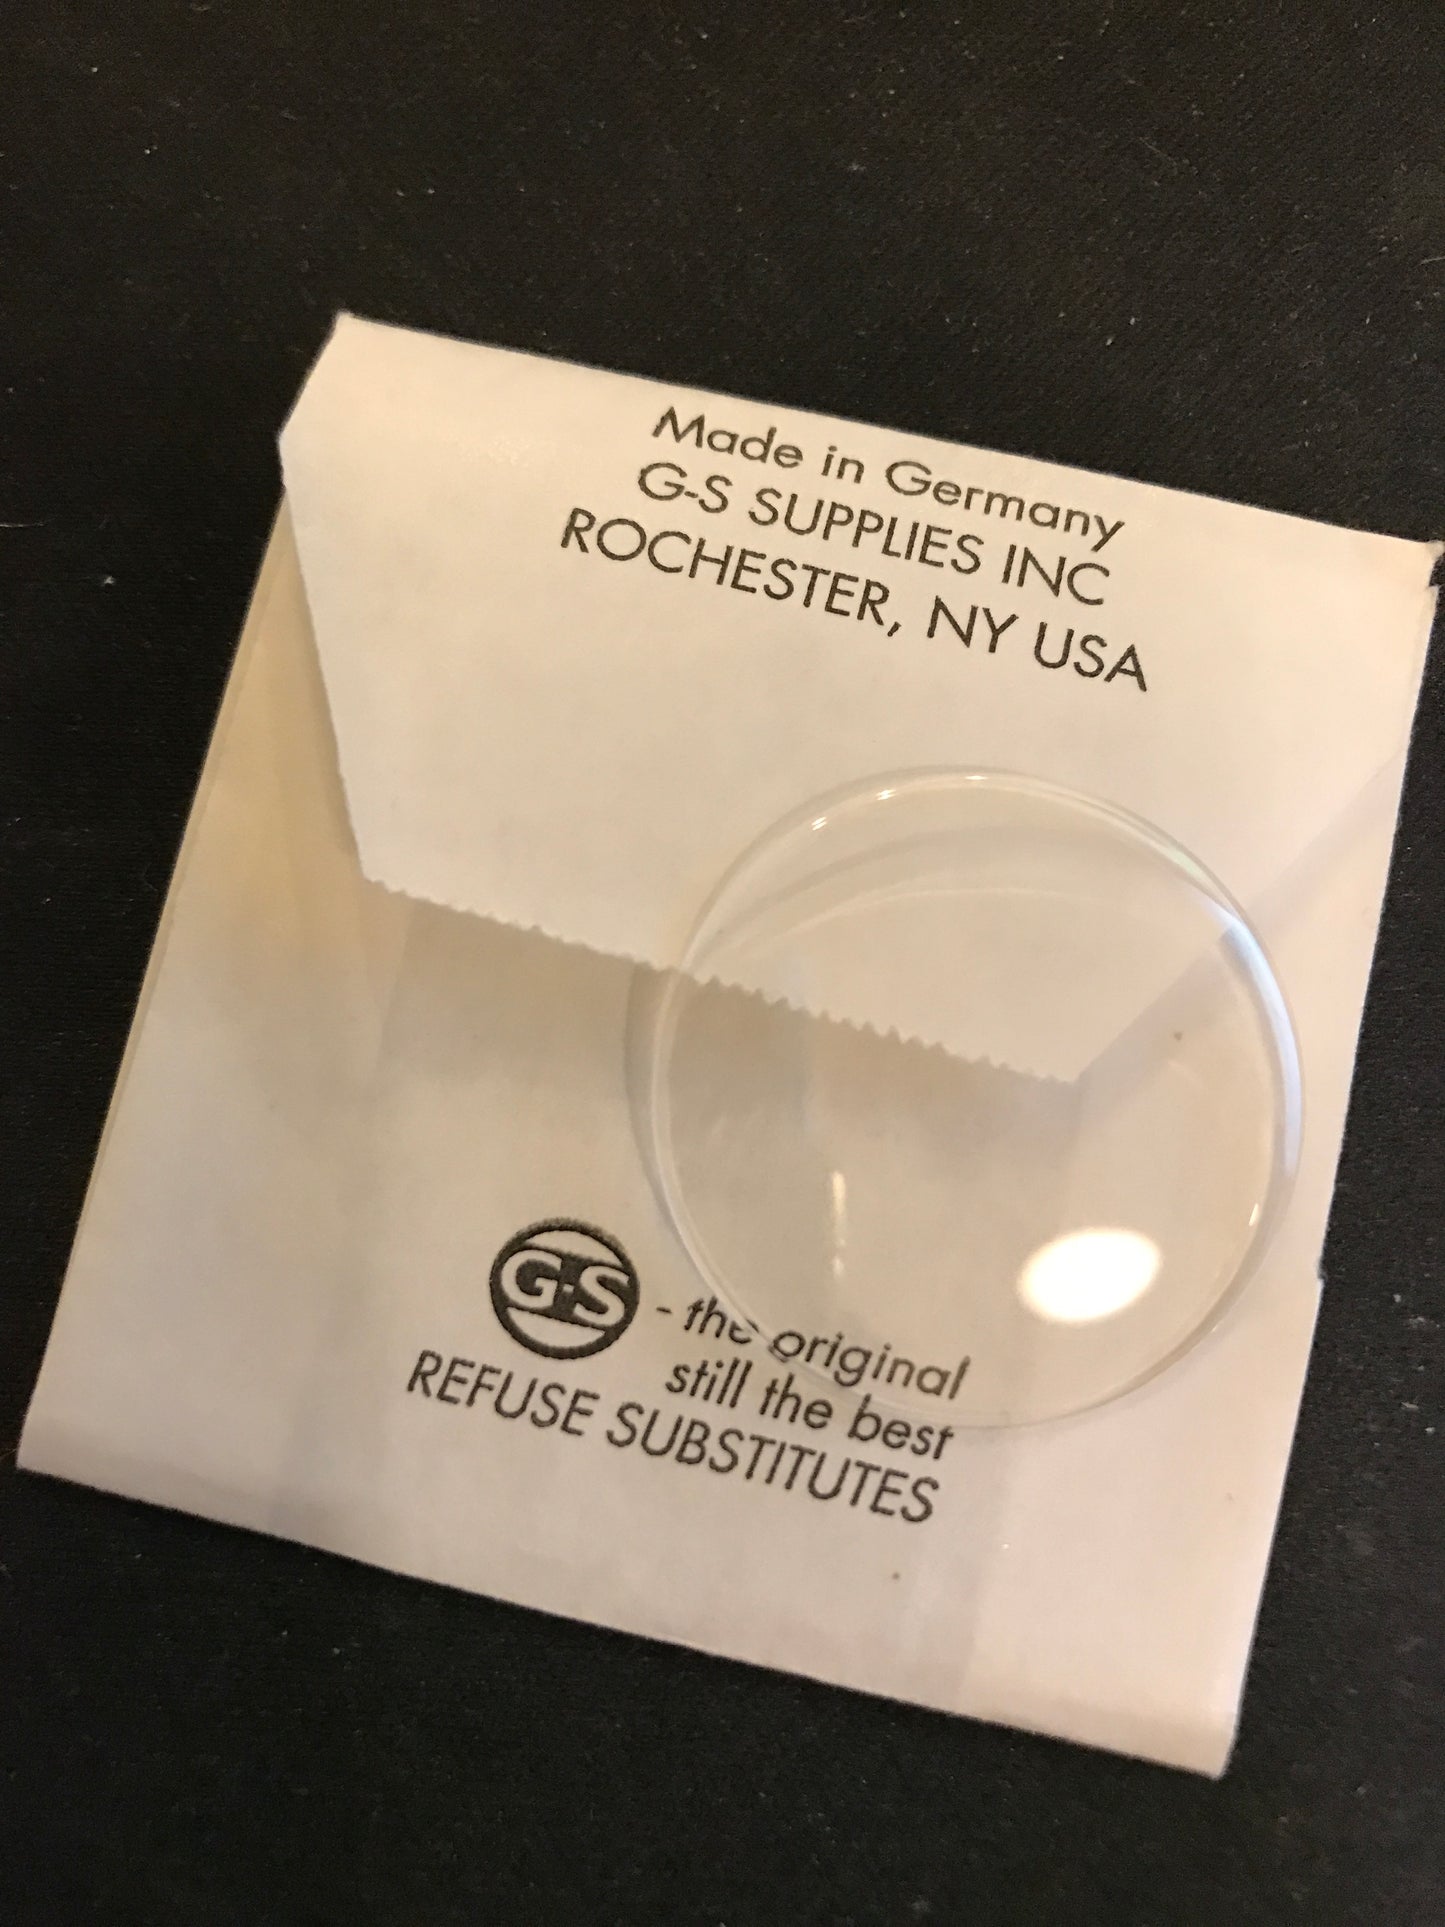 Made in Germany
G-S SUPPLIES INC
ROCHESTER, NY USA
G-S - the original
still the best
REFUSE SUBSTITUTES